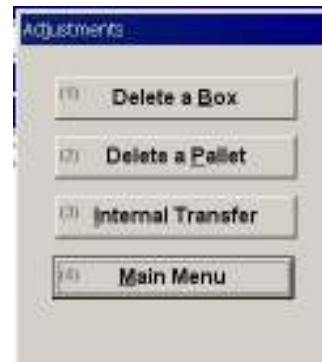 Adjustments
(1) Delete a Box
(2) Delete a Pallet
(3) Internal Transfer
(4) Main Menu